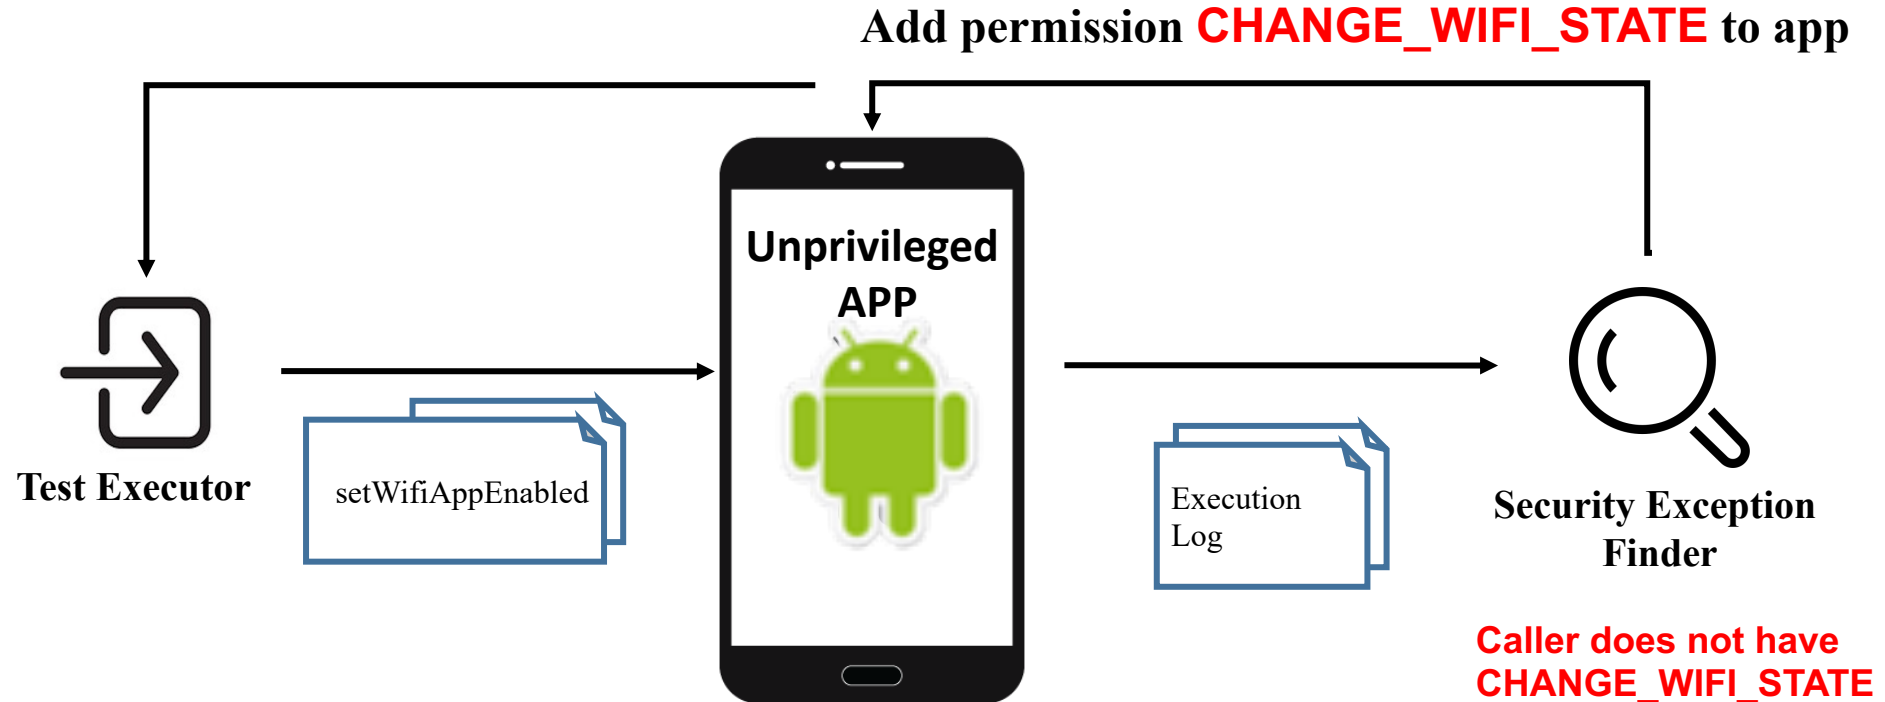 Add permission CHANGE_WIFI_STATE to app
Unprivileged
APP
Test Executor
setWifiAppEnabled
Execution
Log
Security Exception
Finder
Caller does not have
CHANGE_WIFI_STATE